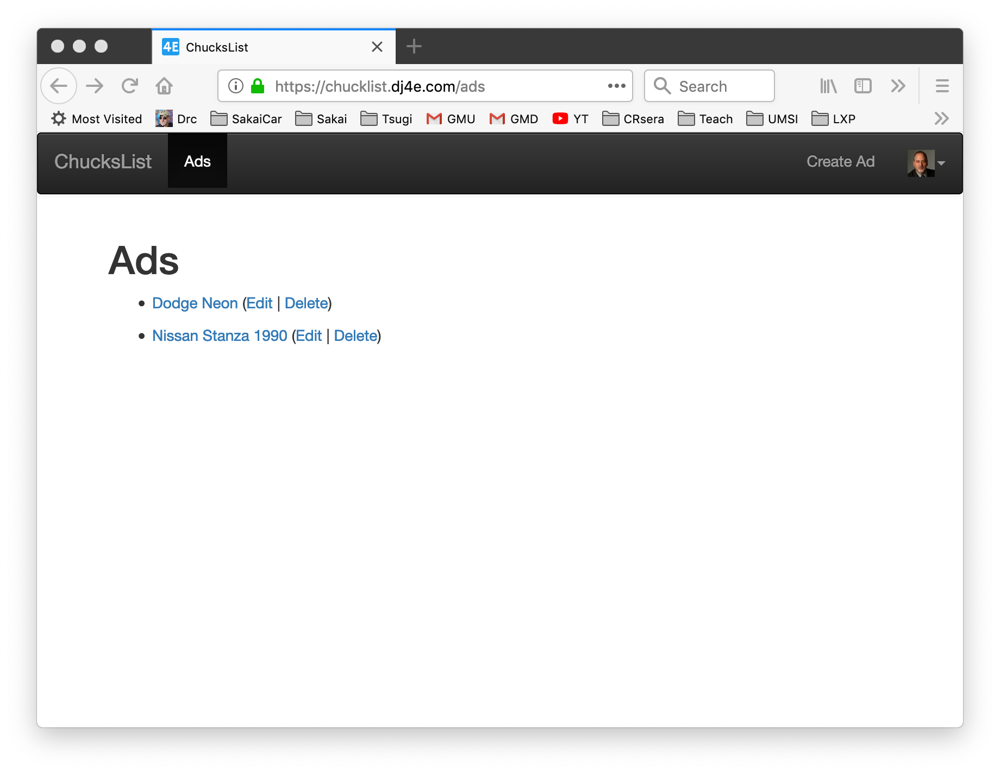 4E ChucksList
https://chucklist.dj4e.com/ads Search
Most Visited Drc SakaiCar Sakai Tsugi GMU GMD YT CRsera Teach UMSI LXP
ChucksList Ads Create Ad
Ads
• Dodge Neon (Edit | Delete)
• Nissan Stanza 1990 (Edit | Delete)